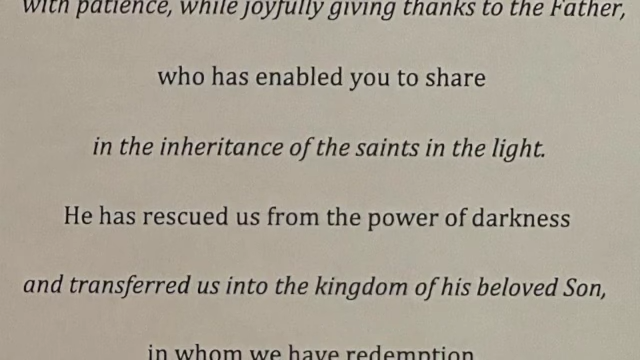 with patience, while joyfully giving thanks to the Father,
who has enabled you to share
in the inheritance of the saints in the light.
He has rescued us from the power of darkness
and transferred us into the kingdom of his beloved Son,
in whom we have redemption